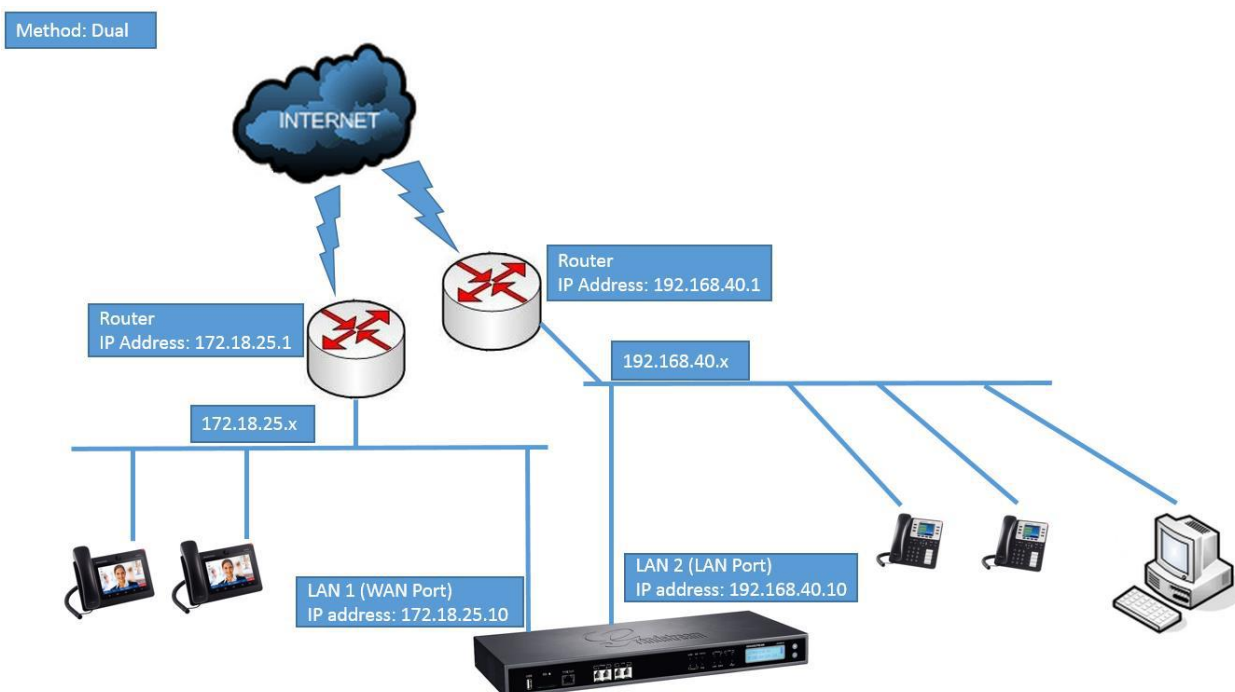 Method: Dual
INTERNET
Router
IP Address: 192.168.40.1
Router
IP Address: 172.18.25.1
192.168.40.x
172.18.25.x
LAN 2 (LAN Port)
IP address: 192.168.40.10
LAN 1 (WAN Port)
IP address: 172.18.25.10